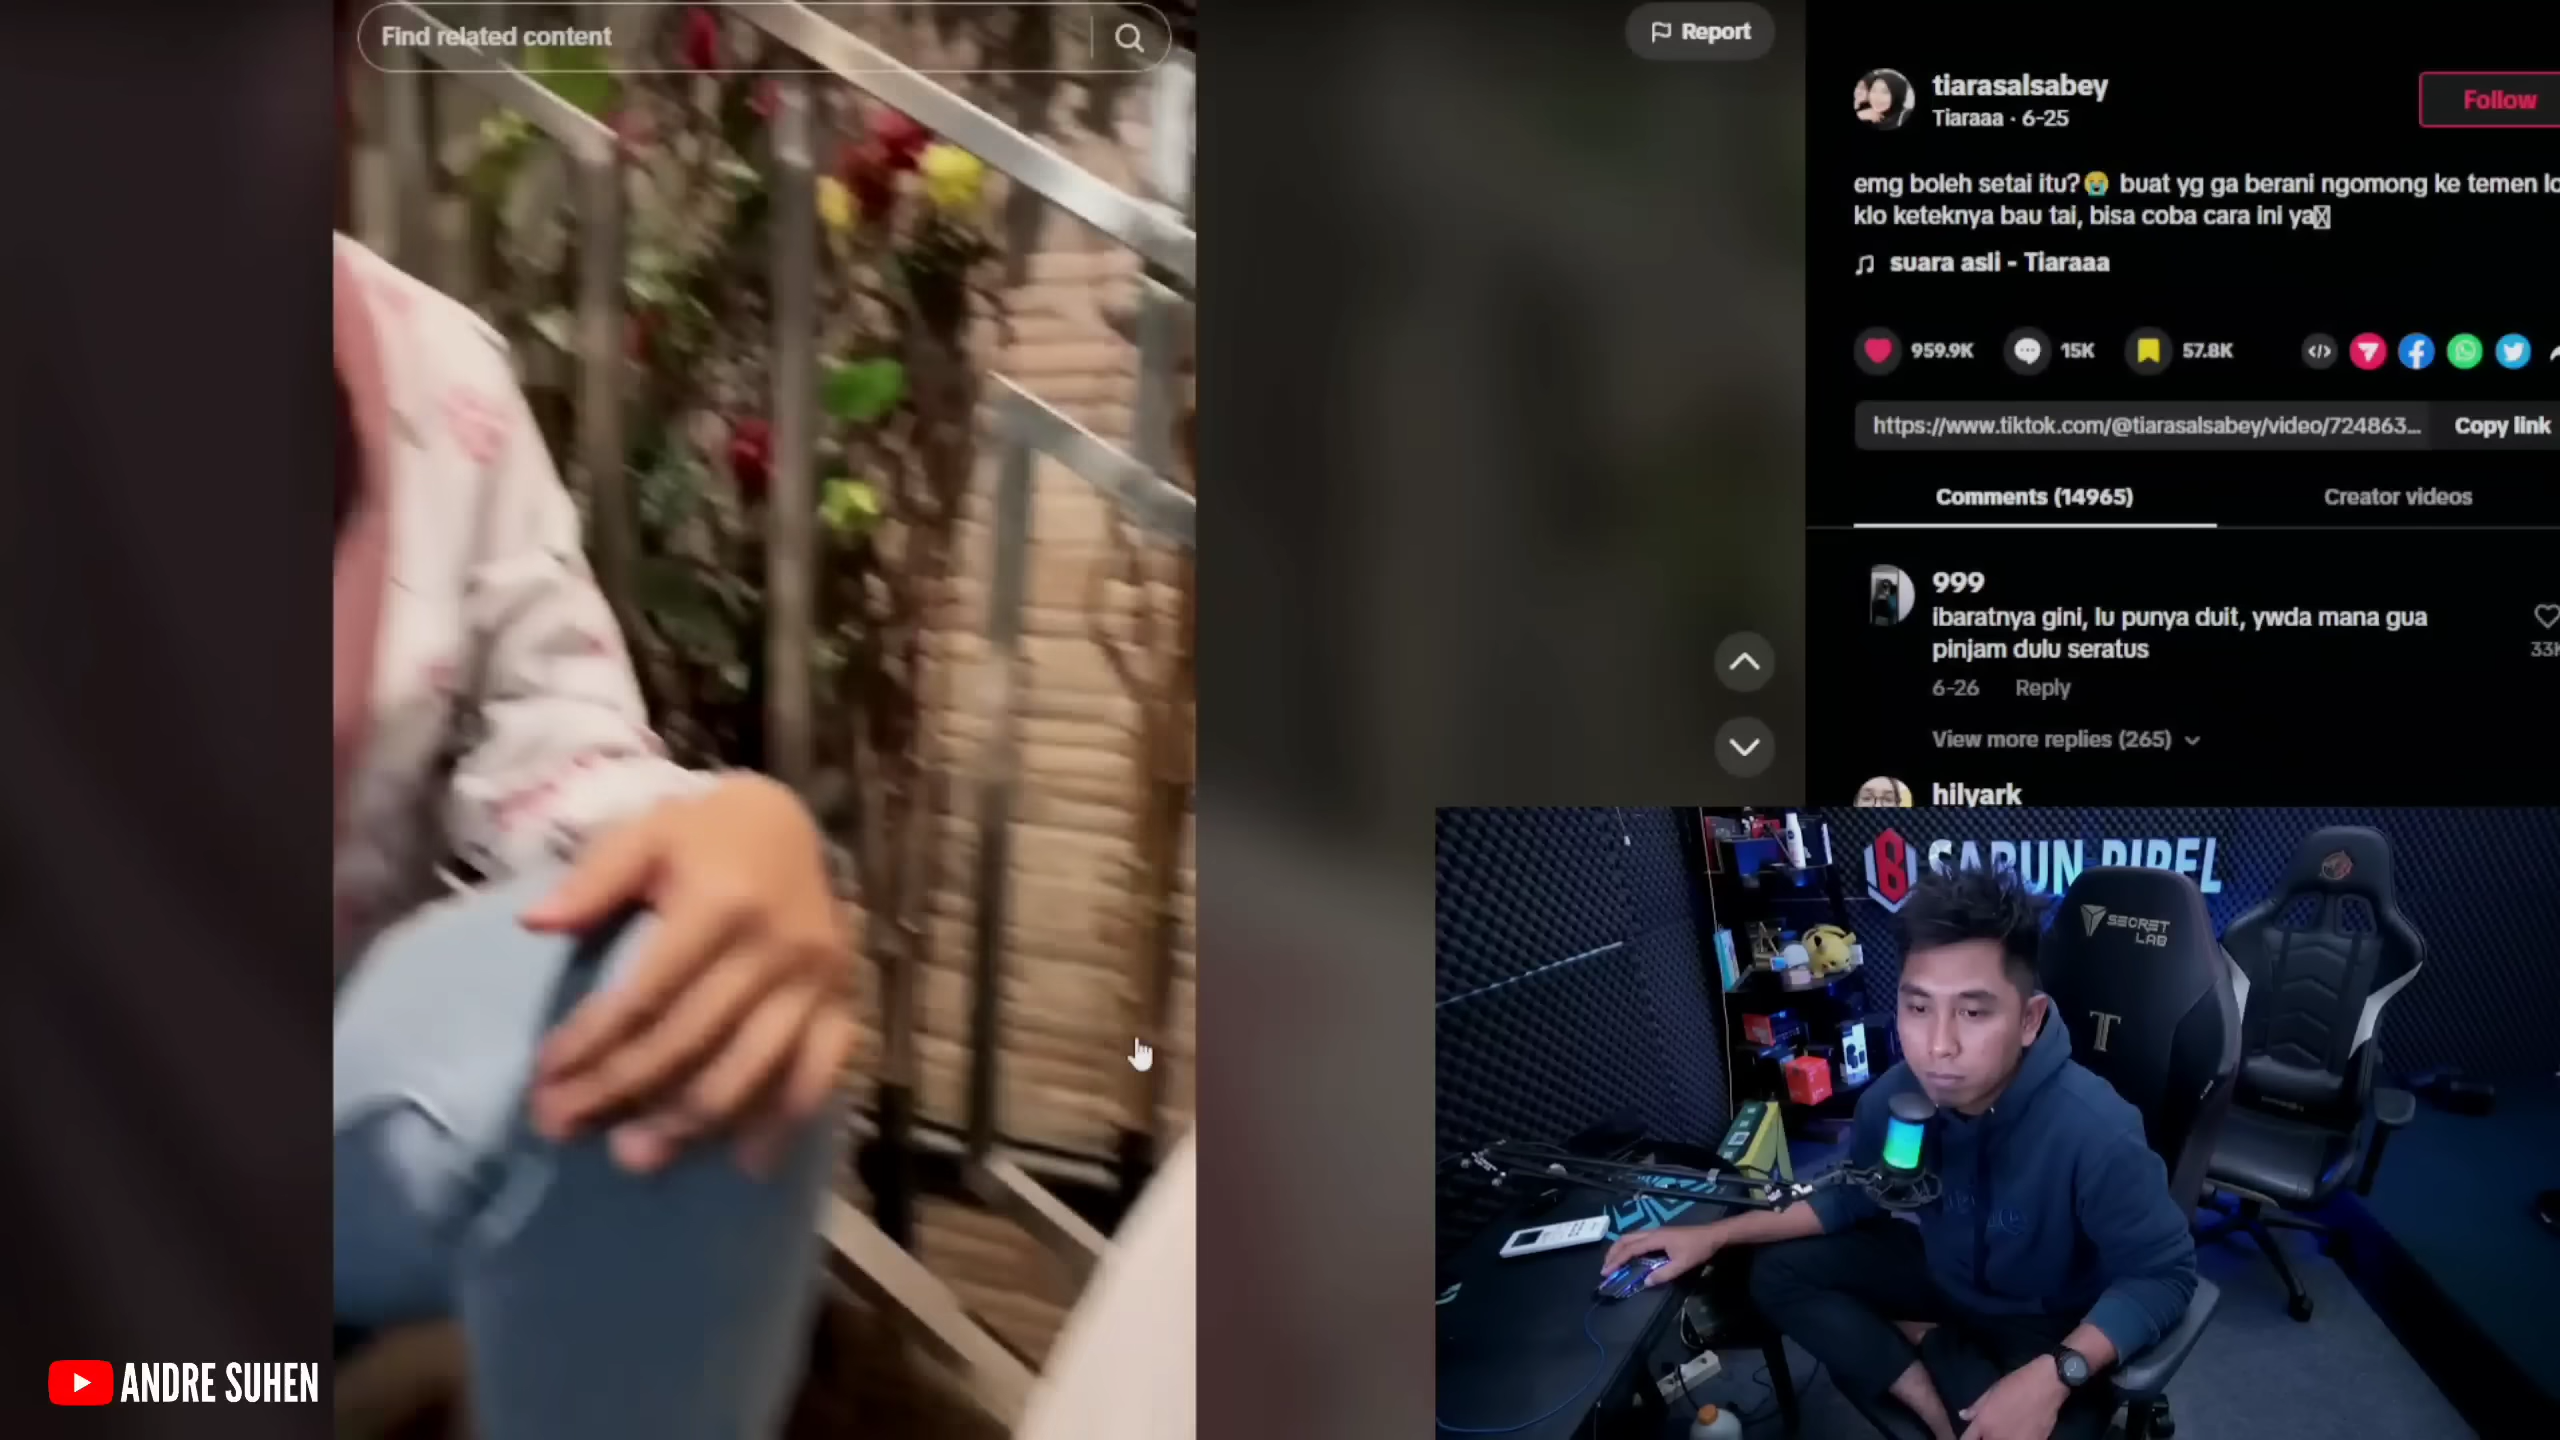 Find related content
Report
tiarasalsabey
Tiaraaa · 6-25
Follow
emg boleh setai itu?😭 buat yg ga berani ngomong ke temen lo
klo keteknya bau tai, bisa coba cara ini ya
suara asli - Tiaraaa
959.9K
15K
57.8K
https://www.tiktok.com/@tiarasalsabey/video/724863...
Copy link
Comments (14965)
Creator videos
999
ibaratnya gini, lu punya duit, ywda mana gua
pinjam dulu seratus
33K
6-26
Reply
View more replies (265)
hilyark
SECRET
LAB
ANDRE SUHEN